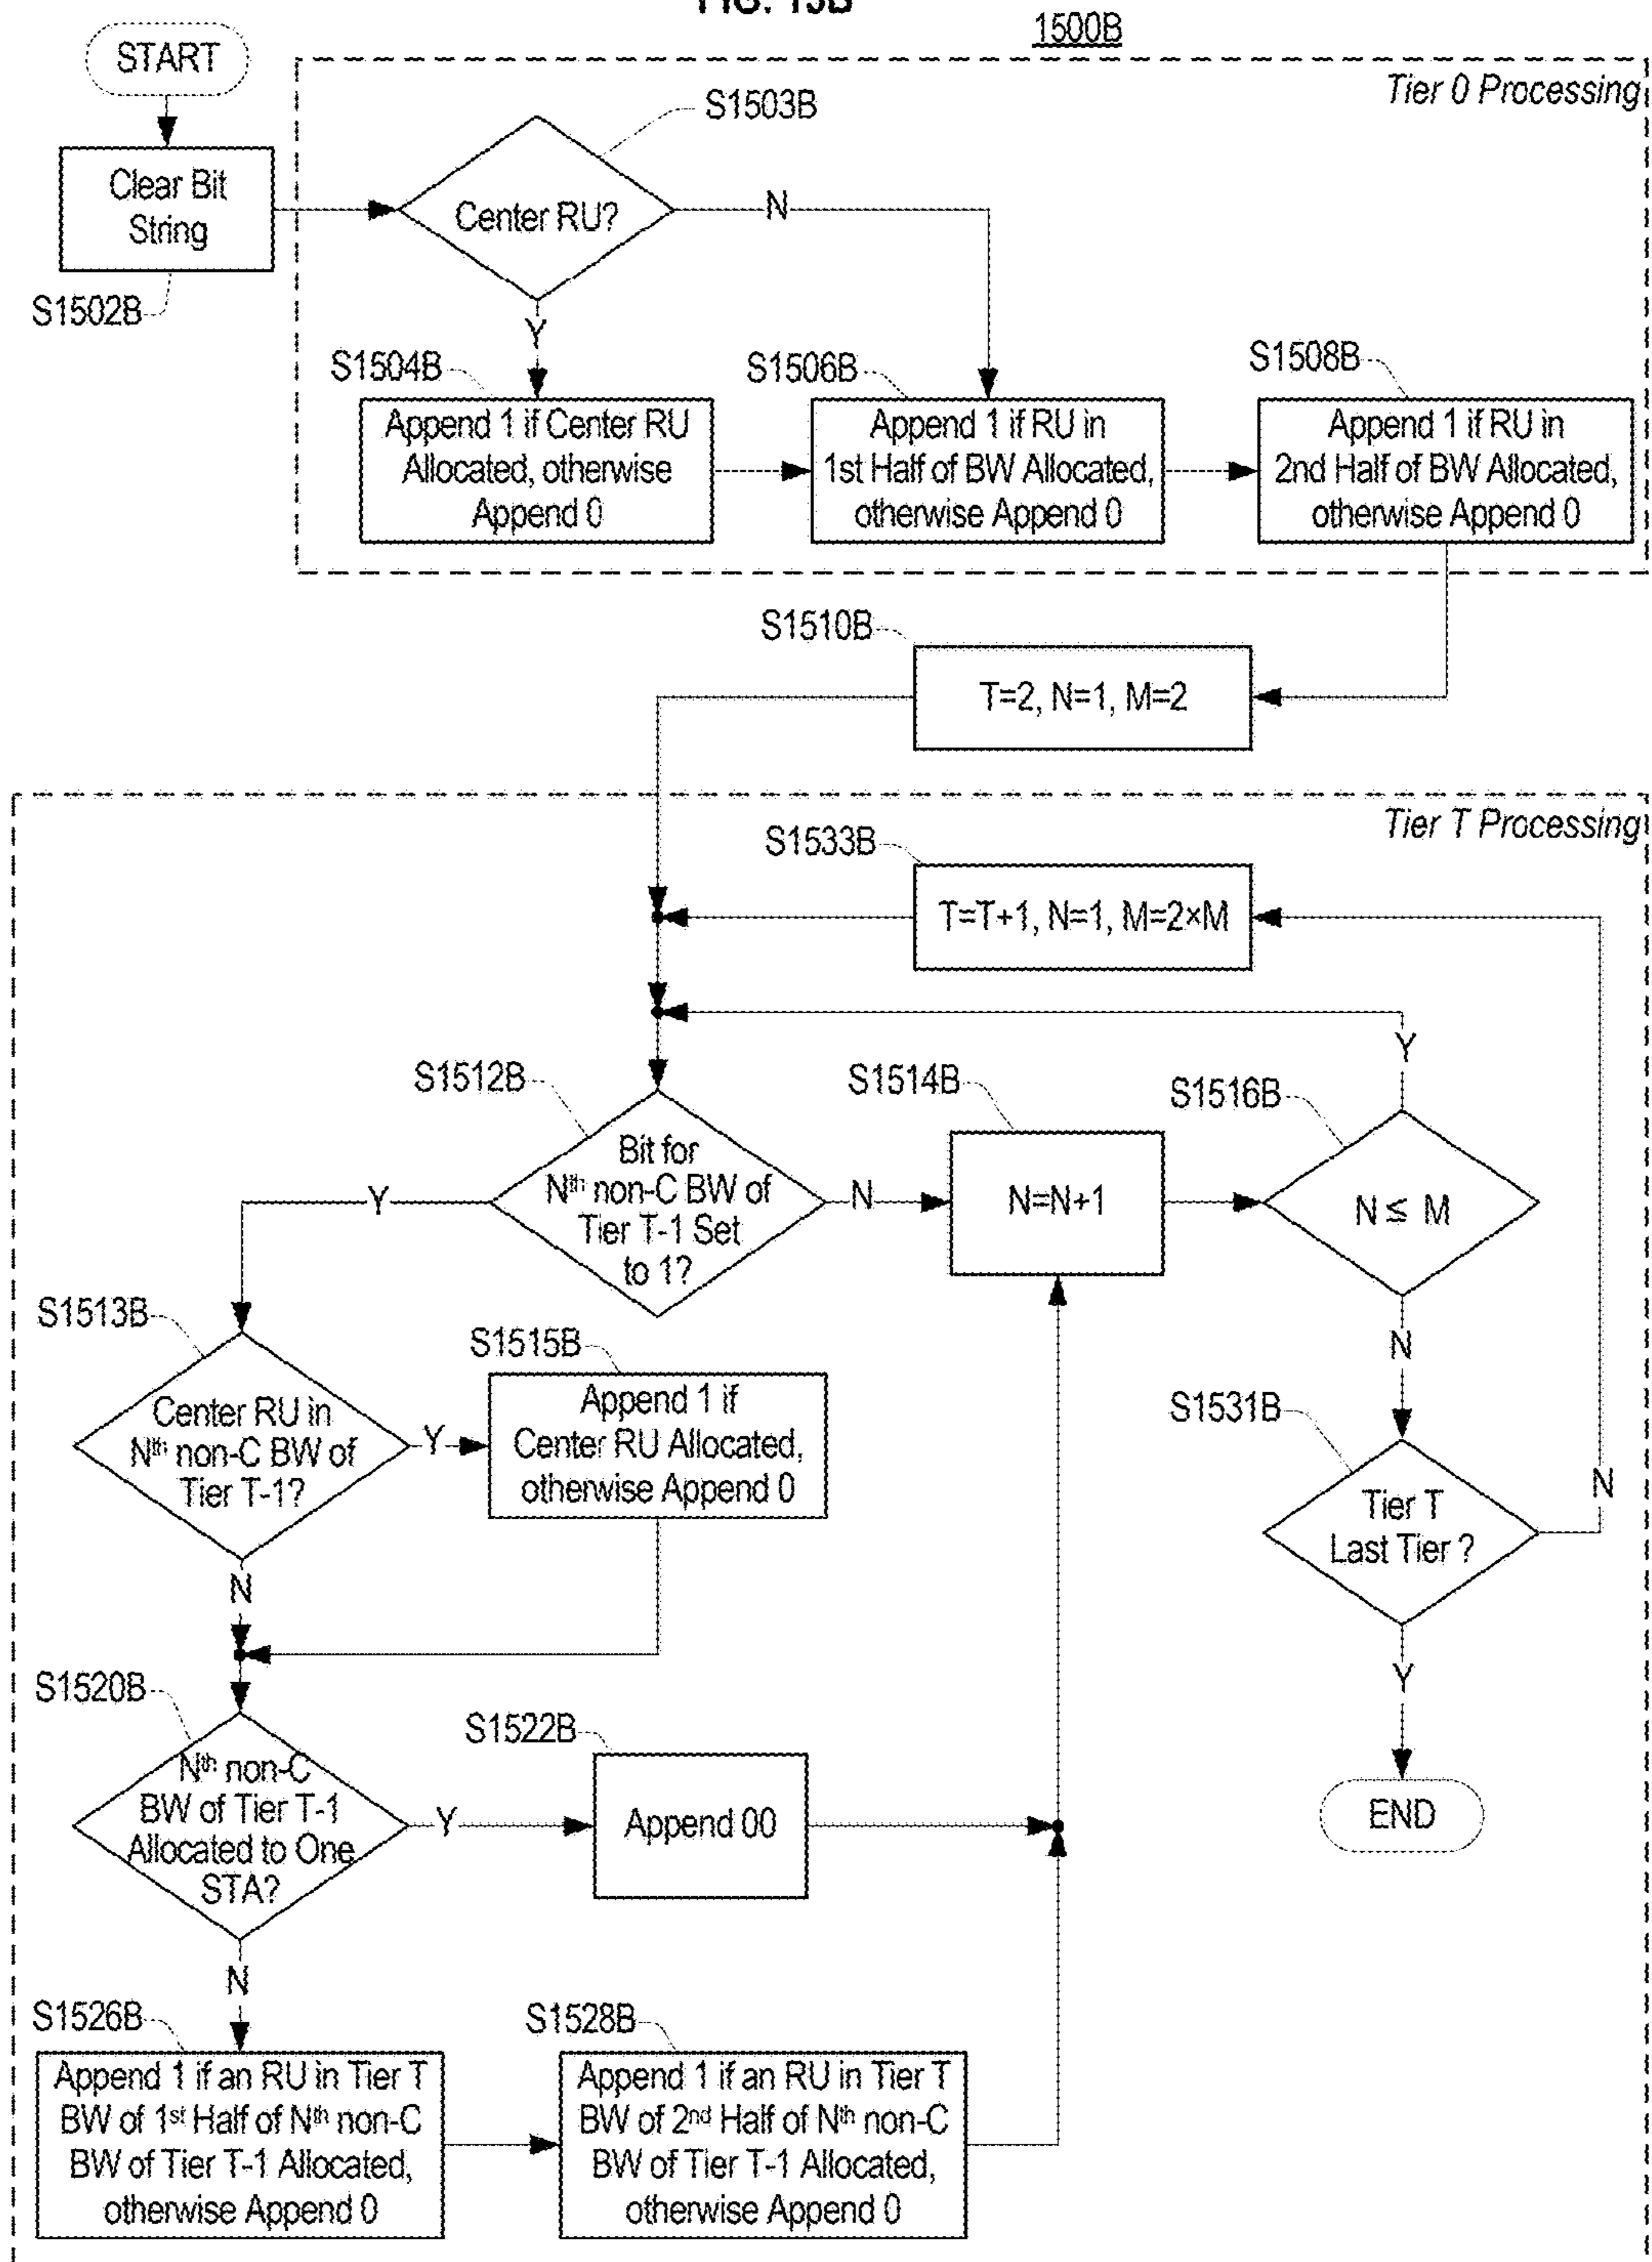 1500B
START
Tier 0 Processing
S1503B
Clear Bit
String
Center RU?
N
S1502B
Y
S1504B
S1506B
S1508B
Append 1 if Center RU
Allocated, otherwise
Append 0
Append 1 if RU in
1st Half of BW Allocated,
otherwise Append 0
Append 1 if RU in
2nd Half of BW Allocated,
otherwise Append 0
S1510B
T=2, N=1, M=2
Tier T Processing
S1533B
T=T+1, N=1, M=2×M
Y
S1512B
S1514B
S1516B
Bit for
Nth non-C BW of
Tier T-1 Set
to 1?
Y
N
N=N+1
N ≤ M
S1513B
S1515B
N
Center RU in
Nth non-C BW of
Tier T-1?
Y
Append 1 if
Center RU Allocated,
otherwise Append 0
S1531B
Tier T
Last Tier ?
N
N
Y
S1520B
S1522B
Nth non-C
BW of Tier T-1
Allocated to One
STA?
Y
Append 00
END
N
S1526B
S1528B
Append 1 if an RU in Tier T
BW of 1st Half of Nth non-C
BW of Tier T-1 Allocated,
otherwise Append 0
Append 1 if an RU in Tier T
BW of 2nd Half of Nth non-C
BW of Tier T-1 Allocated,
otherwise Append 0